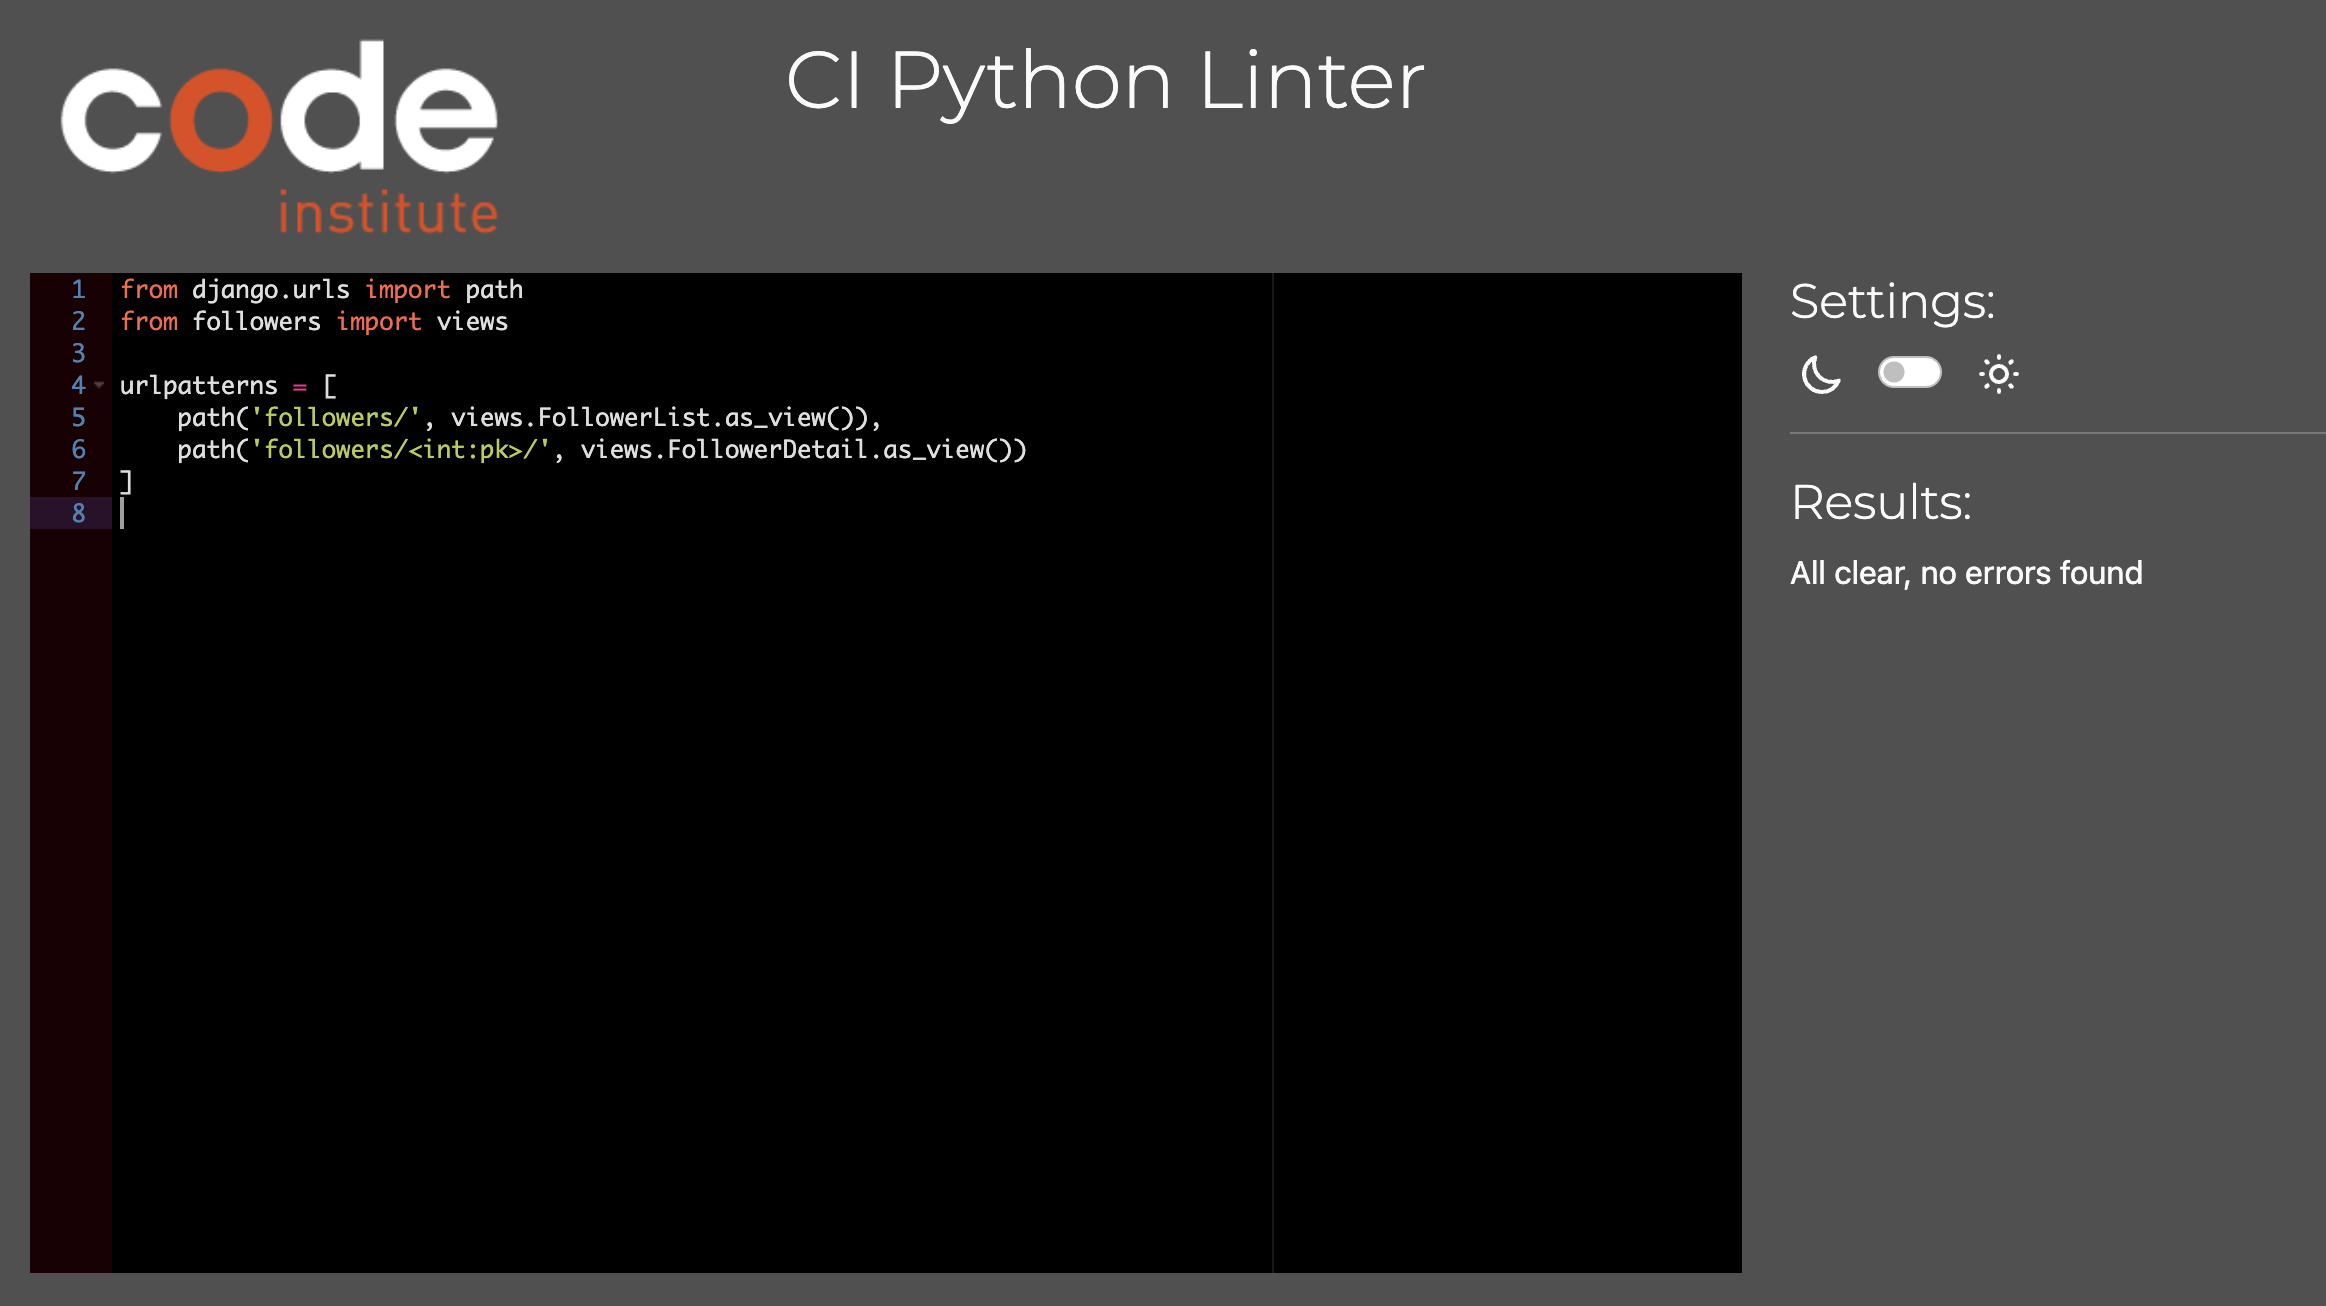 code
institute
CI Python Linter
1 from django.urls import path
2 from followers import views
3
4 urlpatterns = [
5     path('followers/', views.FollowerList.as_view()),
6     path('followers/<int:pk>/', views.FollowerDetail.as_view())
7 ]
8
Settings:
Results:
All clear, no errors found